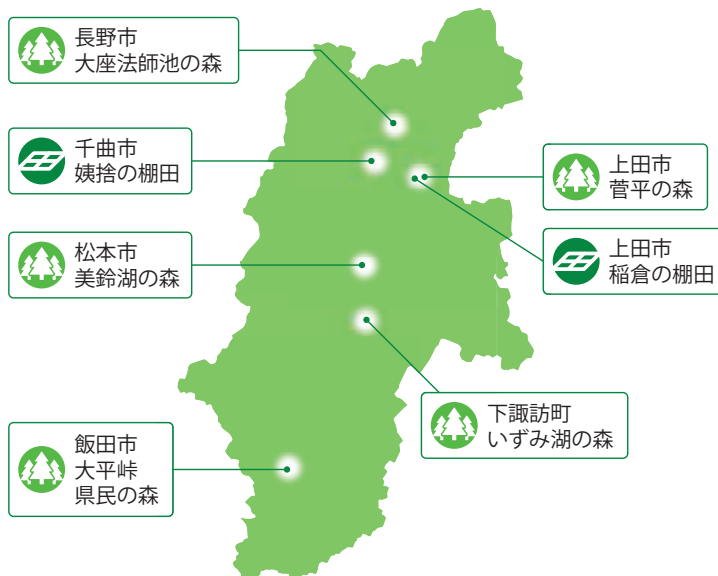 長野市
大座法師池の森
千曲市
姨捨の棚田
上田市
菅平の森
松本市
美鈴湖の森
上田市
稲倉の棚田
下諏訪町
いずみ湖の森
飯田市
大平峠
県民の森